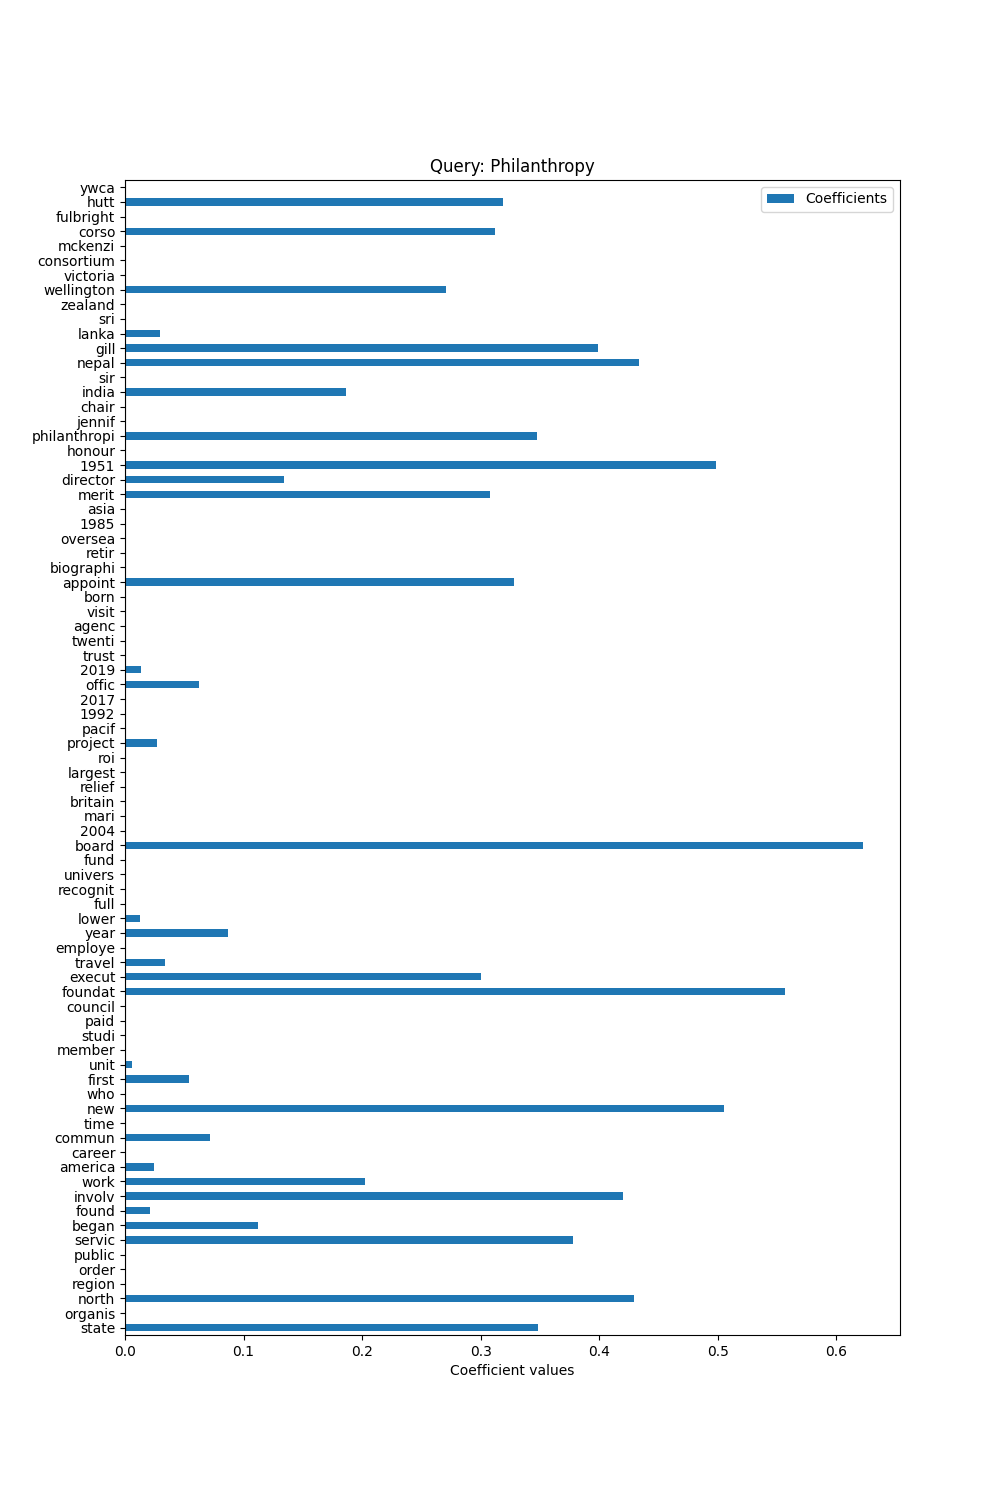 Query: Philanthropy
Coefficients
ywca
hutt
fulbright
corso
mckenzi
consortium
victoria
wellington
zealand
sri
lanka
gill
nepal
sir
india
chair
jennif
philanthropi
honour
1951
director
merit
asia
1985
oversea
retir
biographi
appoint
born
visit
agenc
twenti
trust
2019
offic
2017
1992
pacif
project
roi
largest
relief
britain
mari
2004
board
fund
univers
recognit
full
lower
year
employe
travel
execut
foundat
council
paid
studi
member
unit
first
who
new
time
commun
career
america
work
involv
found
began
servic
public
order
region
north
organis
state
0.0 0.1 0.2 0.3 0.4 0.5 0.6
Coefficient values